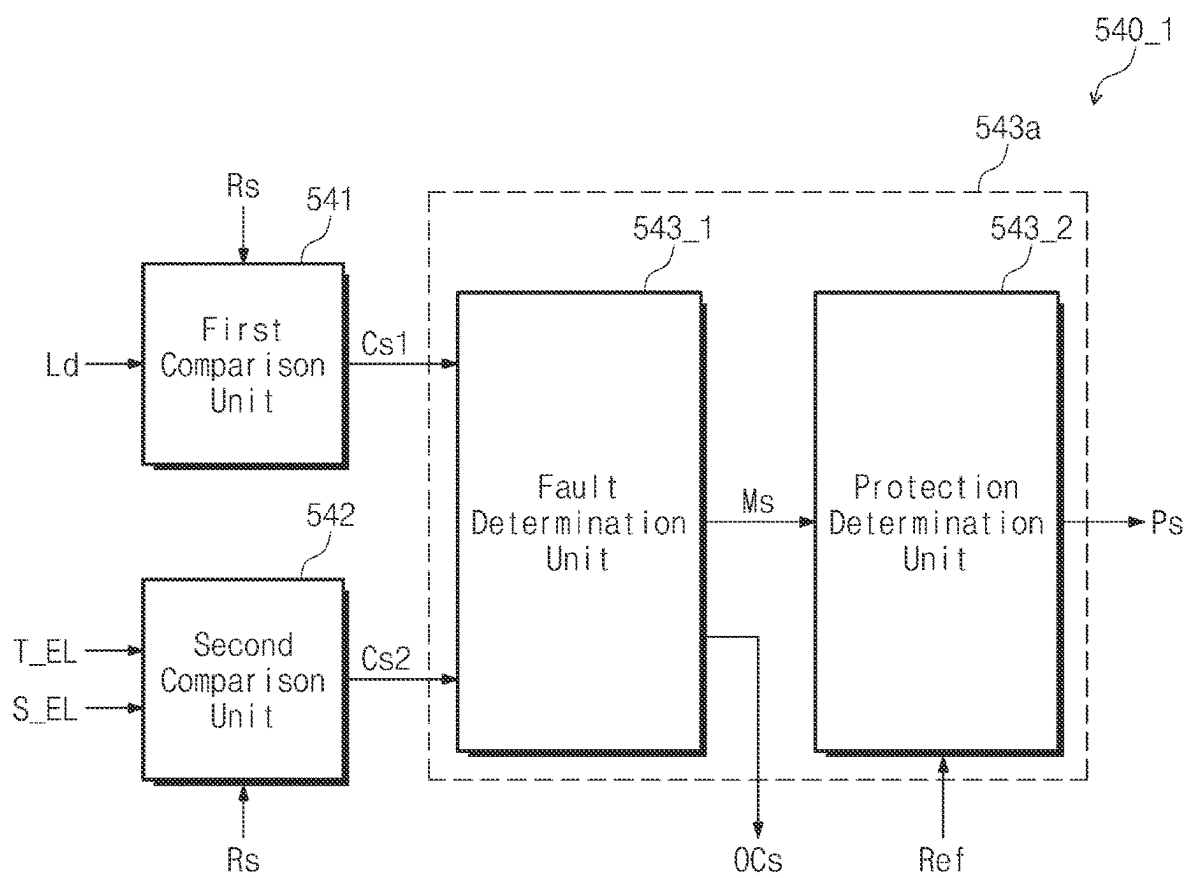 540_1
543a
Rs
541
543_1
543_2
First
Comparison
Unit
Ld
Cs1
Fault
Determination
Unit
Ms
Protection
Determination
Unit
Ps
542
Second
Comparison
Unit
T_EL
S_EL
Cs2
Rs
OCs
Ref